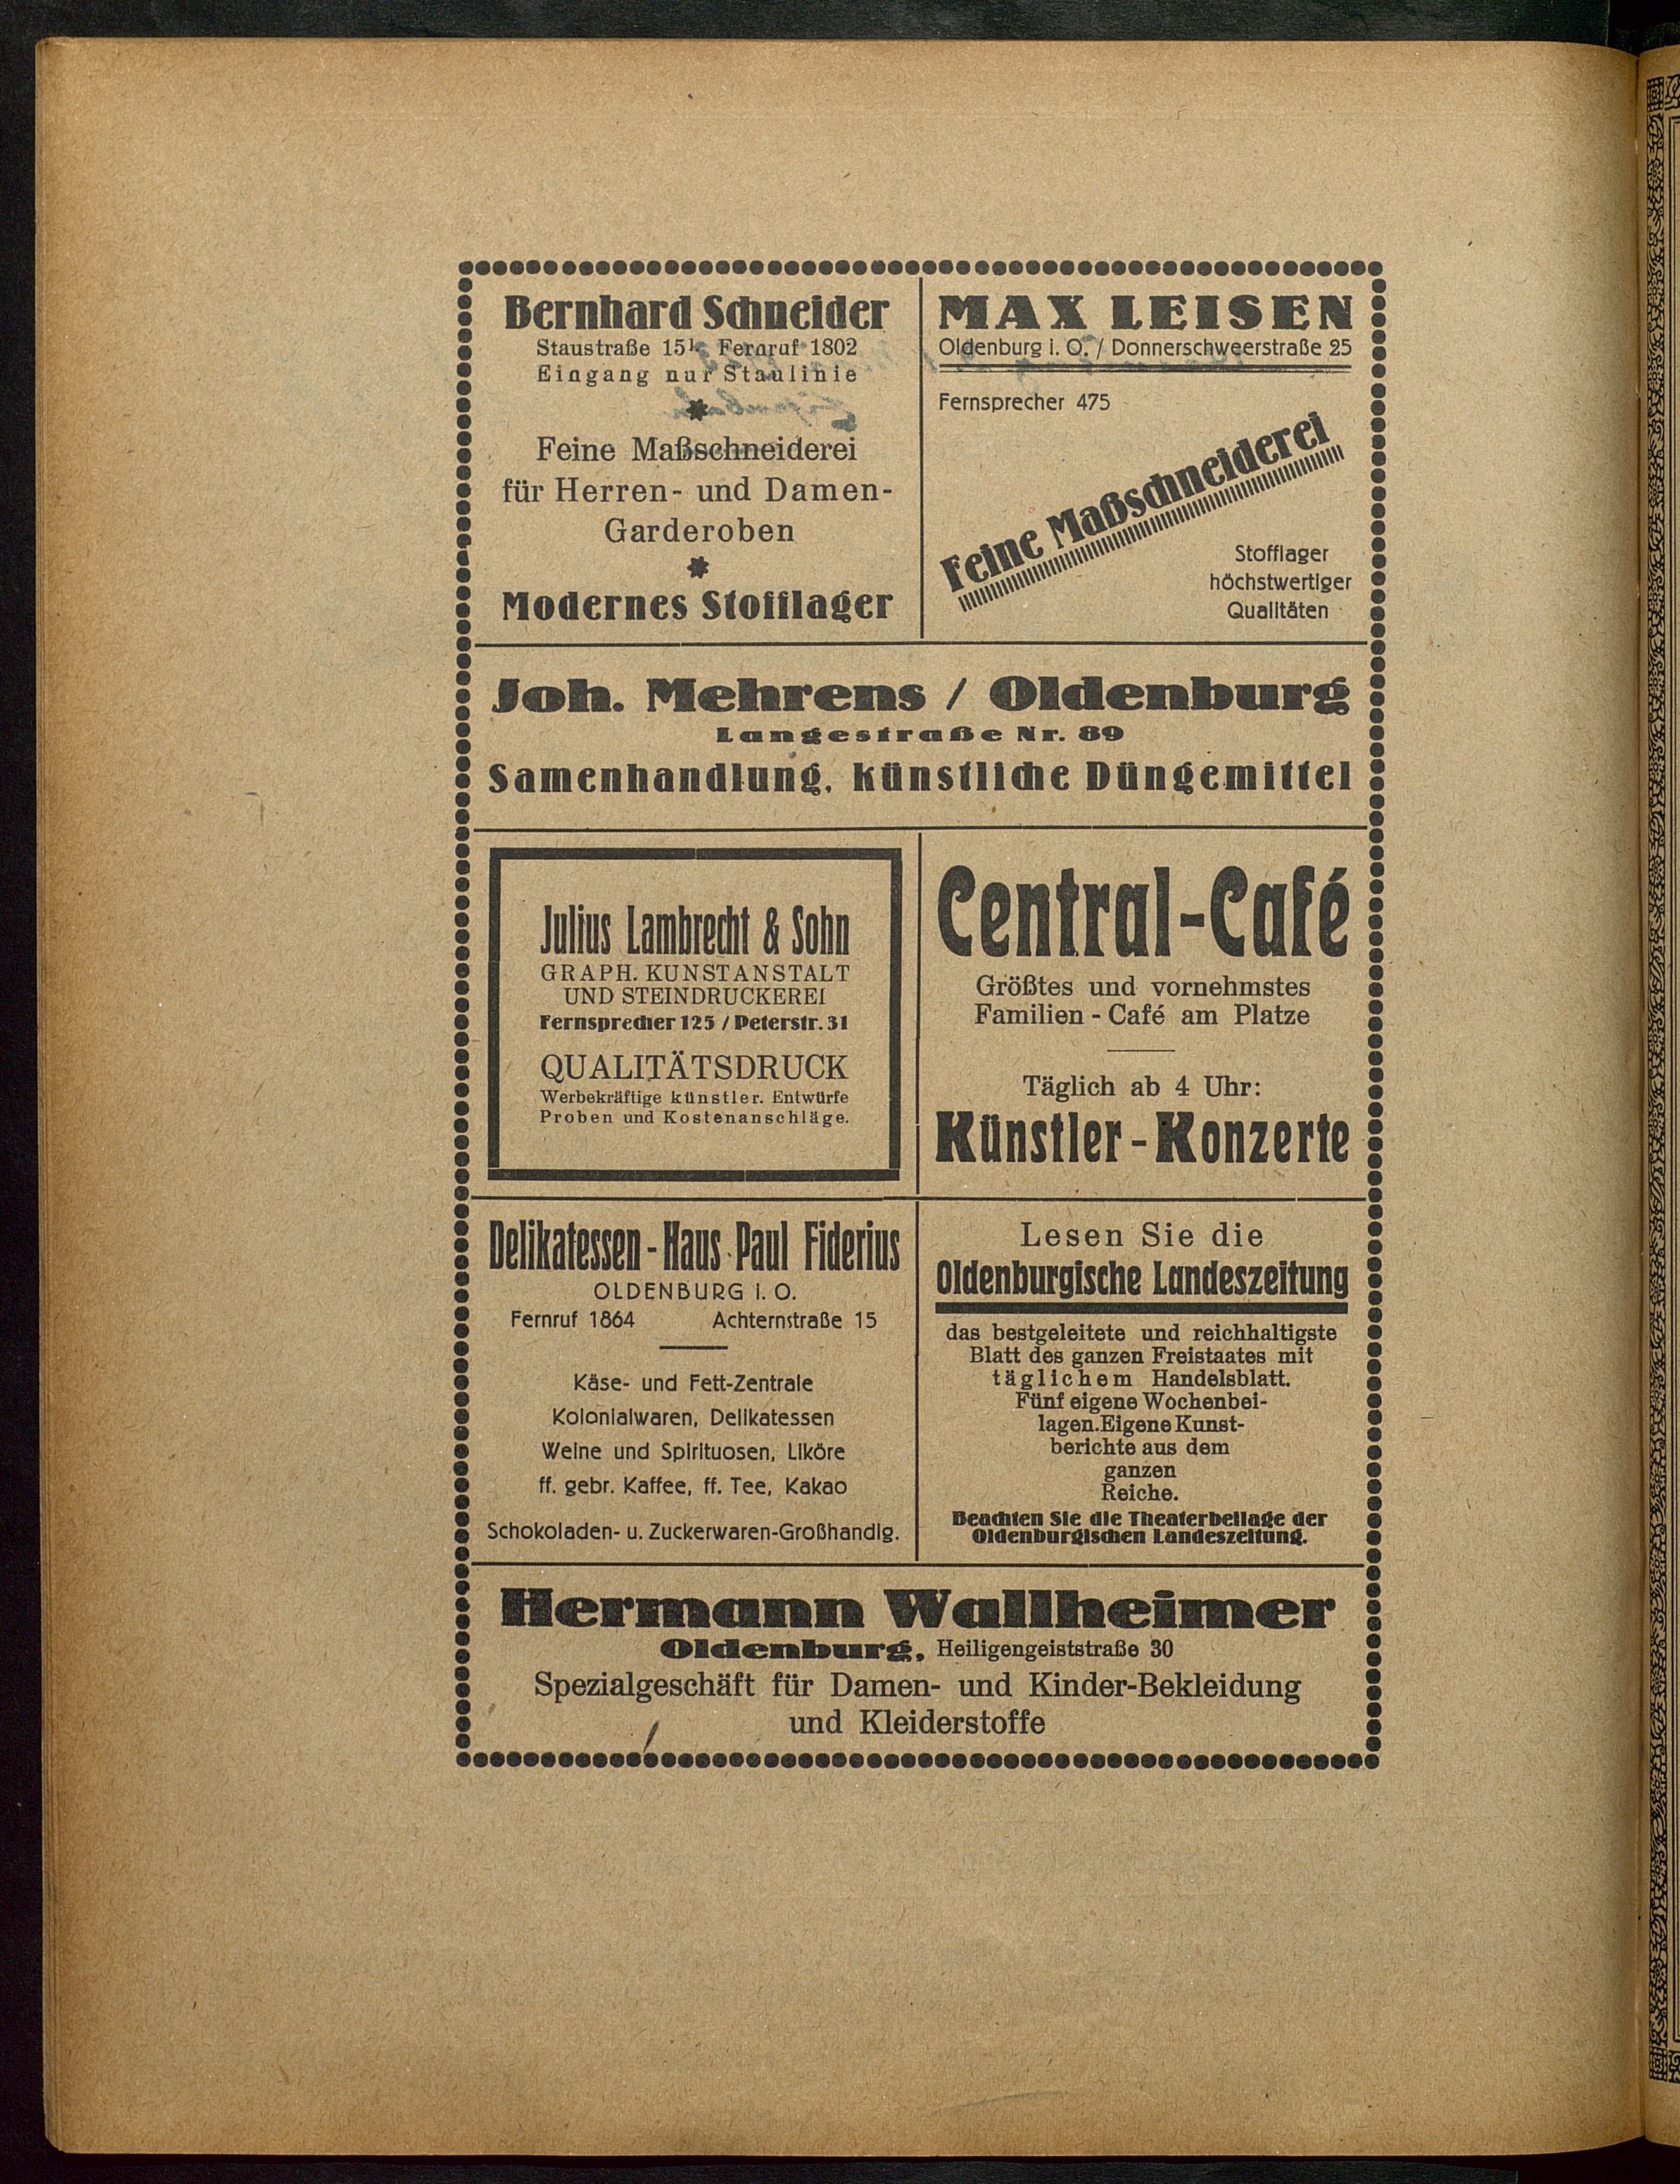 Bernhard Schneider
Staustraße 15¹. Fernruf 1802
Eingang nur Staulinie
Feine Maßschneiderei
für Herren- und Damen-
Garderoben
Modernes Stofflager
MAX LEISEN
Oldenburg i. O. / Donnerschweerstraße 25
Fernsprecher 475
Feine Maßschneiderei
Stofflager
höchstwertiger
Qualitäten
Joh. Mehrens / Oldenburg
Langestraße Nr. 89
Samenhandlung, künstliche Düngemittel
Julius Lambrecht & Sohn
GRAPH. KUNSTANSTALT
UND STEINDRUCKEREI
Fernsprecher 125 / Peterstr. 31
QUALITÄTSDRUCK
Werbekräftige künstler. Entwürfe
Proben und Kostenanschläge.
Central-Café
Größtes und vornehmstes
Familien-Café am Platze
Täglich ab 4 Uhr:
Künstler-Konzerte
Delikatessen-Haus Paul Fiderius
OLDENBURG I. O.
Fernruf 1864 Achternstraße 15
Käse- und Fett-Zentrale
Kolonialwaren, Delikatessen
Weine und Spirituosen, Liköre
ff. gebr. Kaffee, ff. Tee, Kakao
Schokoladen- u. Zuckerwaren-Großhandlg.
Lesen Sie die
Oldenburgische Landeszeitung
das bestgeleitete und reichhaltigste
Blatt des ganzen Freistaates mit
täglichem Handelsblatt.
Fünf eigene Wochenbei-
lagen. Eigene Kunst-
berichte aus dem
ganzen
Reiche.
Beachten Sie die Theaterbeilage der
Oldenburgischen Landeszeitung.
Hermann Wallheimer
Oldenburg, Heiligengeiststraße 30
Spezialgeschäft für Damen- und Kinder-Bekleidung
und Kleiderstoffe